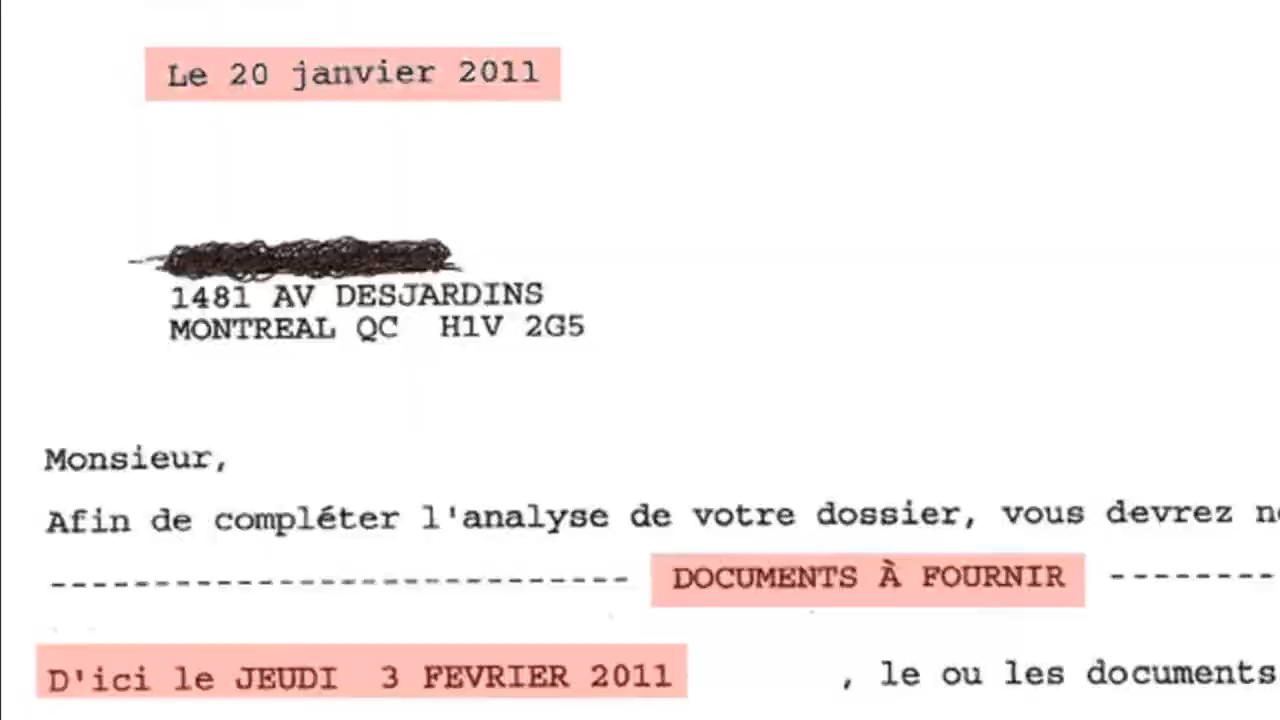 Le 20 janvier 2011
1481 AV DESJARDINS
MONTREAL QC H1V 2G5
Monsieur,
Afin de compléter l'analyse de votre dossier, vous devrez
---------------------------- DOCUMENTS À FOURNIR --------
D'ici le JEUDI 3 FEVRIER 2011 , le ou les documents